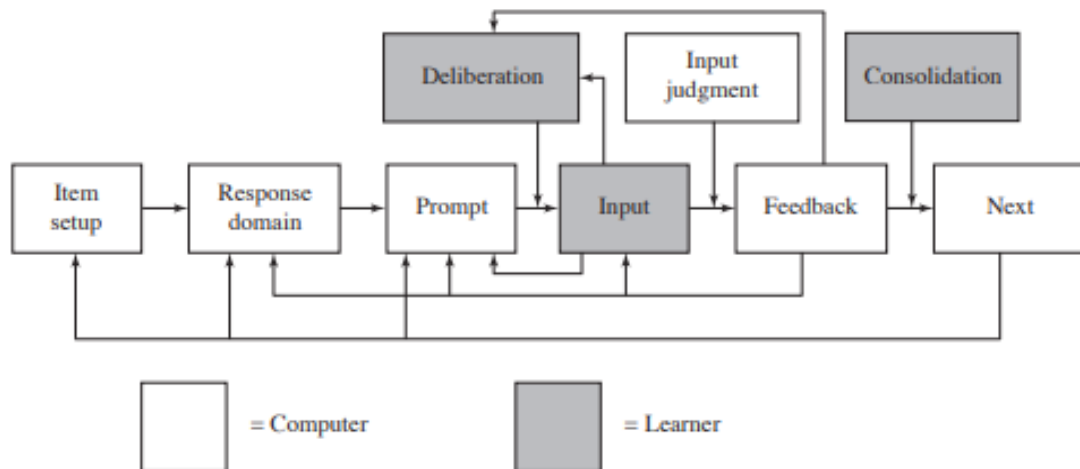 Deliberation
Input
judgment
Consolidation
Item
setup
Response
domain
Prompt
Input
Feedback
Next
= Computer
= Learner